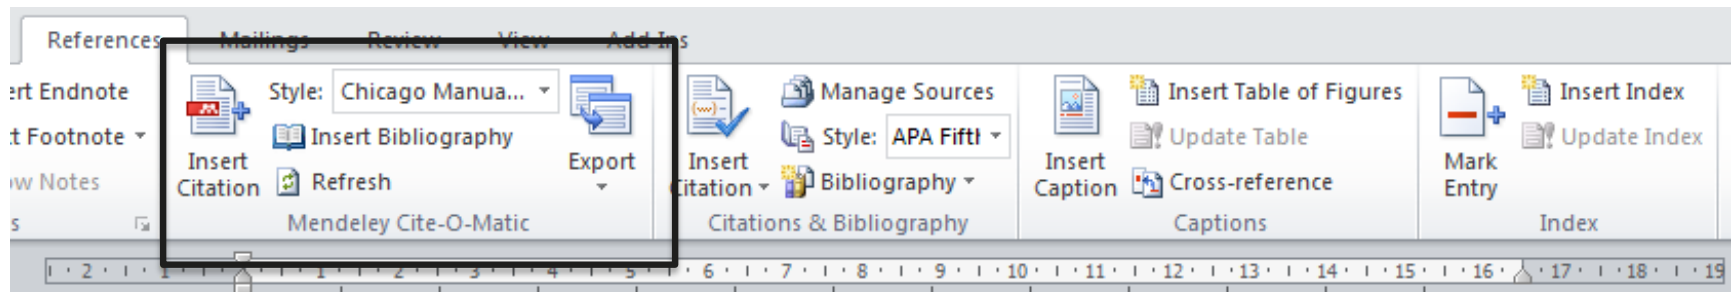 References Mailings Review View Add-Ins
ert Endnote Style: Chicago Manua... Manage Sources Insert Table of Figures Insert Index
t Footnote Insert Bibliography Style: APA Fifth Update Table Update Index
Insert Citation Export Insert Citation Insert Caption Mark Entry
ow Notes Refresh Bibliography Cross-reference
s Mendeley Cite-O-Matic Citations & Bibliography Captions Index
2 1 1 2 3 4 5 6 7 8 9 10 11 12 13 14 15 16 17 18 19